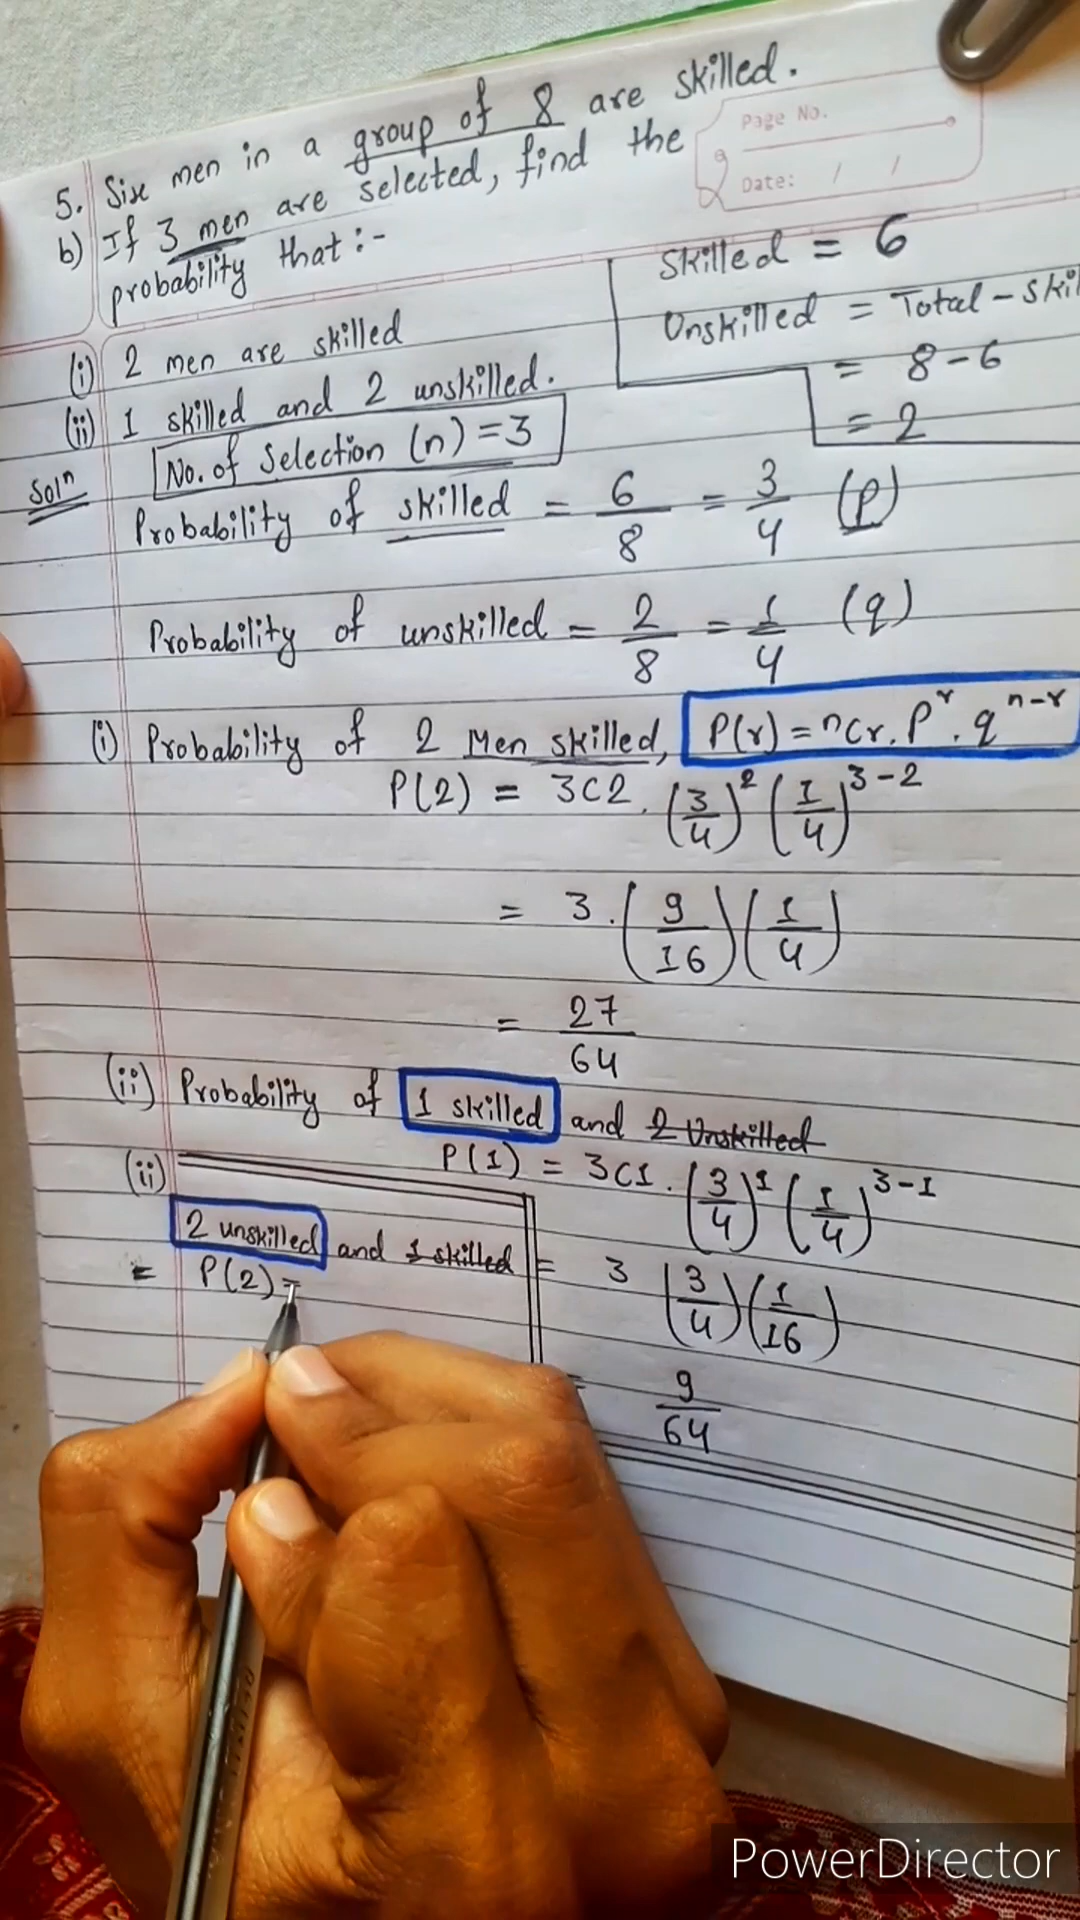 5. Six men in a group of 8 are skilled.
b) If 3 men are selected, find the
probability that :-
Page No.
Date: / /
(i) 2 men are skilled
(ii) 1 skilled and 2 unskilled.
Skilled = 6
Unskilled = Total - Skil
= 8 - 6
= 2
Solⁿ
No. of Selection (n) = 3
Probability of skilled = 6/8 = 3/4 (p)
Probability of unskilled = 2/8 = 1/4 (q)
(i) Probability of 2 Men skilled, P(r) = ⁿCr . P^r . q^(n-r)
P(2) = 3C2 . (3/4)² (1/4)^(3-2)
= 3 . (9/16) (1/4)
= 27/64
(ii) Probability of 1 skilled and 2 Unskilled
P(1) = 3C1 . (3/4)¹ (1/4)^(3-1)
= 3 (3/4) (1/16)
= 9/64
(ii)
2 unskilled and 1 skilled
= P(2) =
PowerDirector